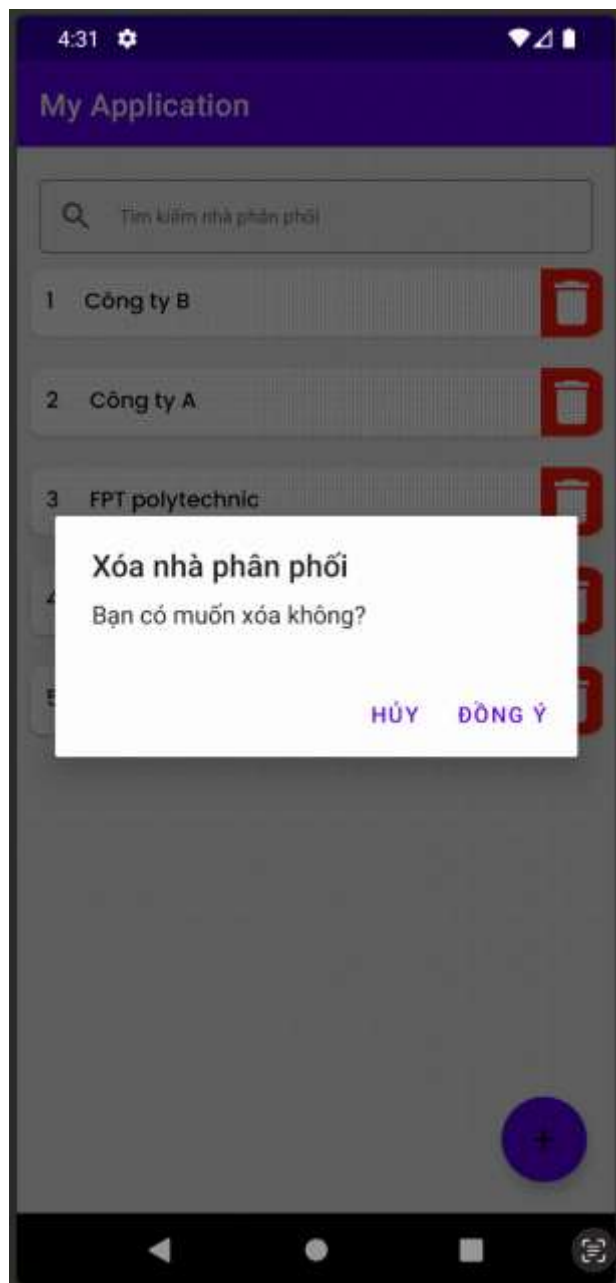 4:31
My Application
Tìm kiếm nhà phân phối
1 Công ty B
2 Công ty A
3 FPT polytechnic
Xóa nhà phân phối
Bạn có muốn xóa không?
HỦY ĐỒNG Ý